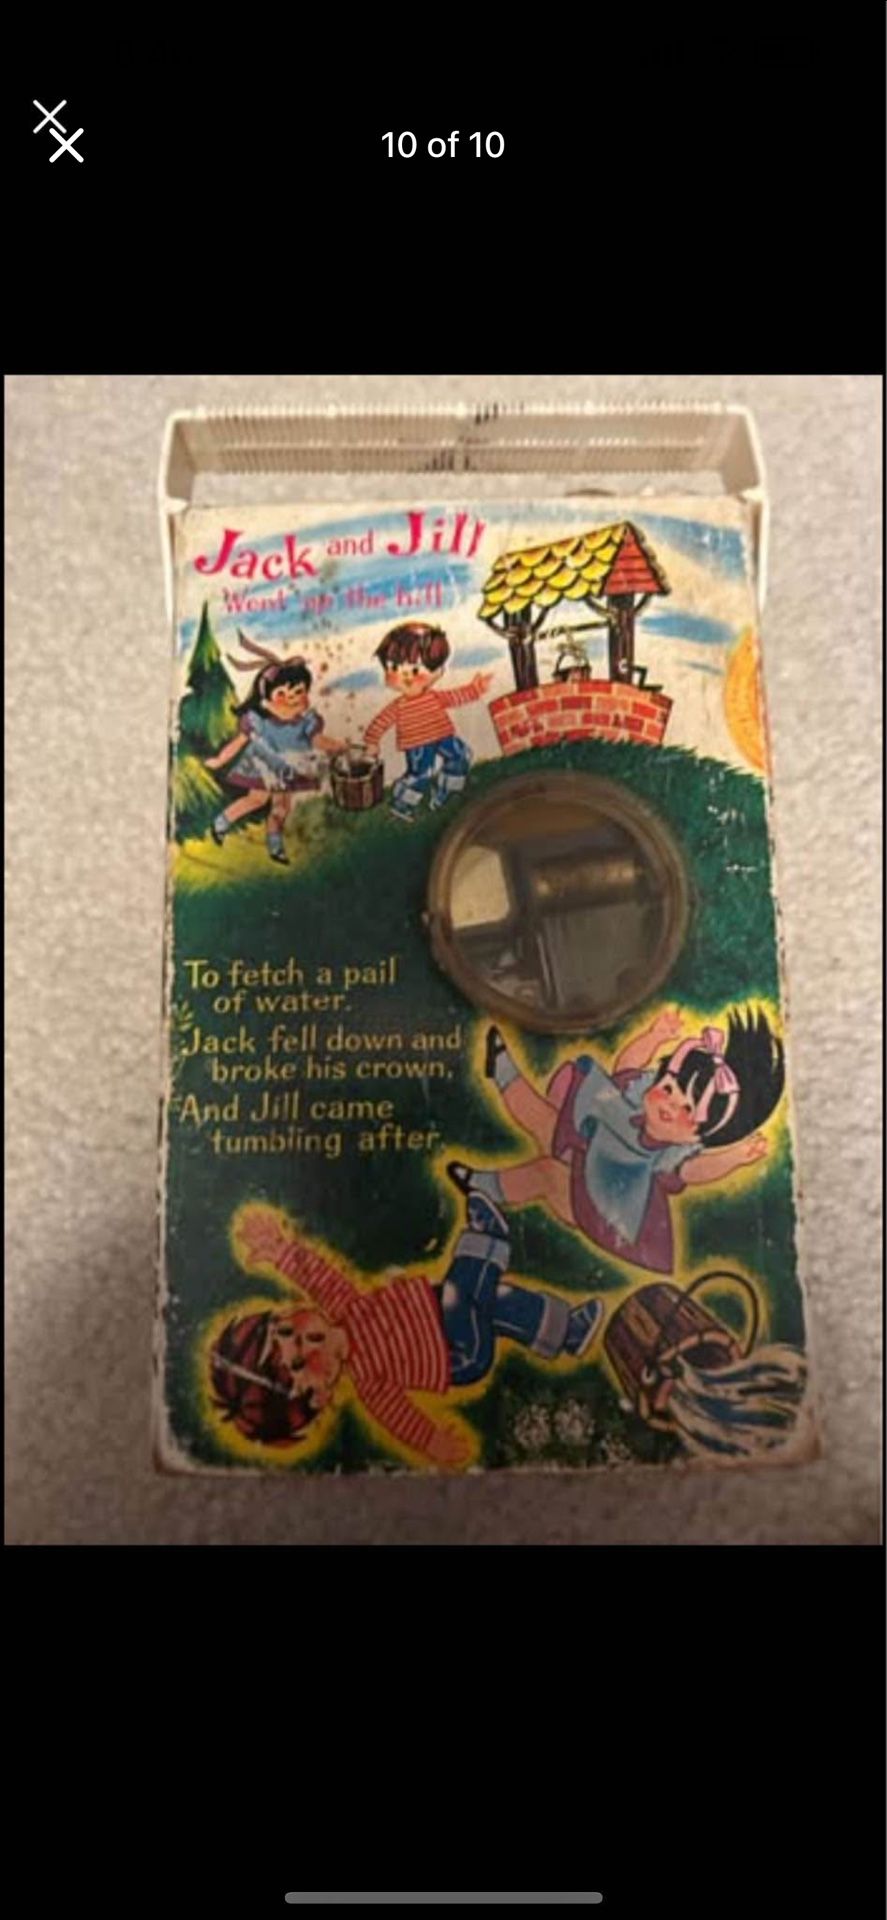 10 of 10
Jack and Jill
Went up the hill
To fetch a pail
of water.
Jack fell down and
broke his crown,
And Jill came
tumbling after.